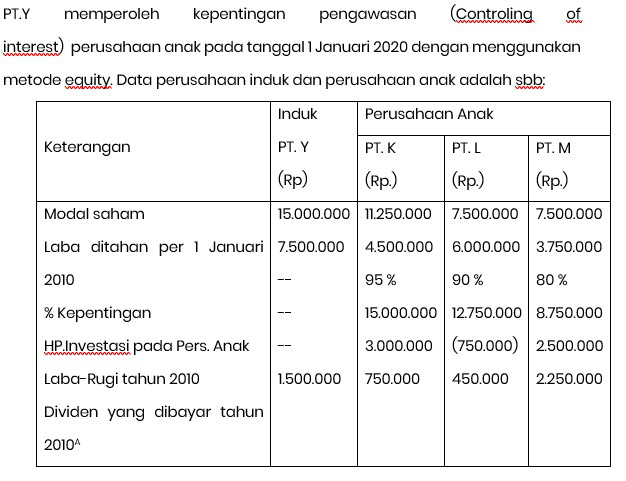 PT.Y memperoleh kepentingan pengawasan (Controling of
interest) perusahaan anak pada tanggal 1 Januari 2020 dengan menggunakan
metode equity. Data perusahaan induk dan perusahaan anak adalah sbb:
Keterangan Induk PT. Y (Rp) Perusahaan Anak
PT. K (Rp.) PT. L (Rp.) PT. M (Rp.)
Modal saham 15.000.000 11.250.000 7.500.000 7.500.000
Laba ditahan per 1 Januari 7.500.000 4.500.000 6.000.000 3.750.000
2010 -- 95 % 90 % 80 %
% Kepentingan -- 15.000.000 12.750.000 8.750.000
HP.Investasi pada Pers. Anak -- 3.000.000 (750.000) 2.500.000
Laba-Rugi tahun 2010 1.500.000 750.000 450.000 2.250.000
Dividen yang dibayar tahun
2010ᴬ